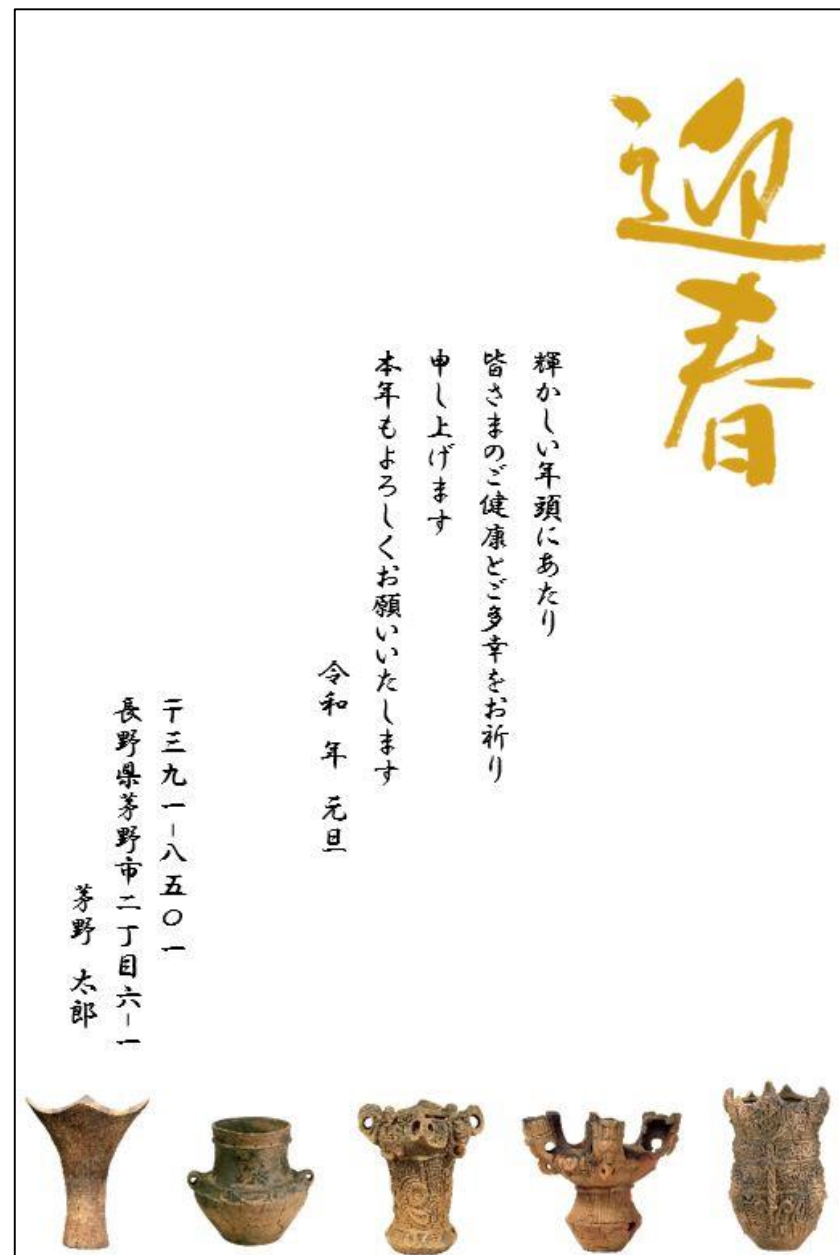 迎春
輝かしい年頭にあたり
皆さまのご健康とご多幸をお祈り
申し上げます
本年もよろしくお願いいたします
令和 年 元旦
〒三九一-八五〇一
長野県茅野市二丁目六-一
茅野 太郎